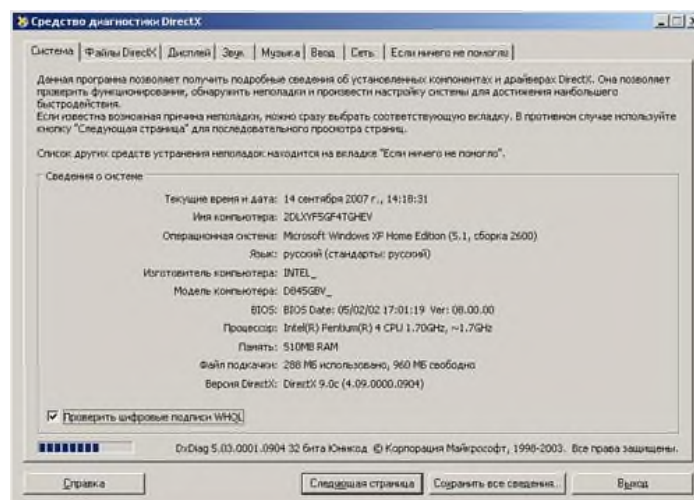 Средство диагностики DirectX
Система Файлы DirectX Дисплей Звук Музыка Ввод Сеть Если ничего не помогло
Данная программа позволяет получить подробные сведения об установленных компонентах и драйверах DirectX. Она позволяет
проверить функционирование, обнаружить неполадки и произвести настройку системы для достижения наибольшего
быстродействия.
Если известна возможная причина неполадки, можно сразу выбрать соответствующую вкладку. В противном случае используйте
кнопку "Следующая страница" для последовательного просмотра страниц.
Список других средств устранения неполадок находится на вкладке "Если ничего не помогло".
Сведения о системе
Текущие время и дата: 14 сентября 2007 г., 14:18:31
Имя компьютера: 2DLXYF5GF4TGHEV
Операционная система: Microsoft Windows XP Home Edition (5.1, сборка 2600)
Язык: русский (стандарты: русский)
Изготовитель компьютера: INTEL_
Модель компьютера: D845GBV_
BIOS: BIOS Date: 05/02/02 17:01:19 Ver: 08.00.00
Процессор: Intel(R) Pentium(R) 4 CPU 1.70GHz, ~1.7GHz
Память: 510MB RAM
Файл подкачки: 288 МБ использовано, 960 МБ свободно
Версия DirectX: DirectX 9.0c (4.09.0000.0904)
Проверить цифровые подписи WHQL
DxDiag 5.03.0001.0904 32 бита Юникод © Корпорация Майкрософт, 1998-2003. Все права защищены.
Справка Следующая страница Сохранить все сведения... Выход